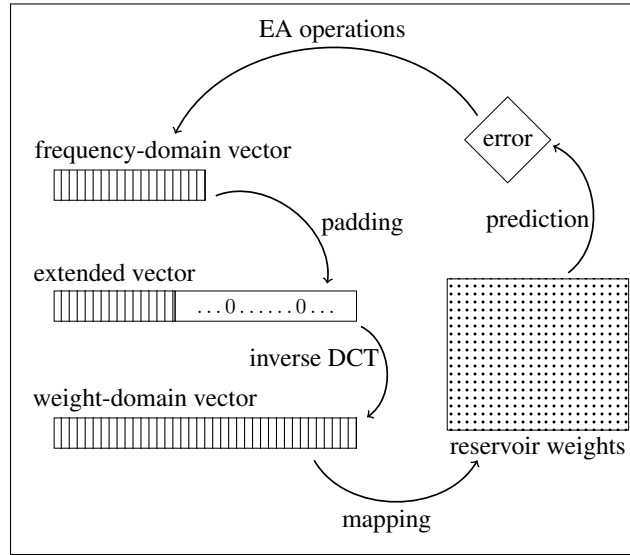 EA operations
error
frequency-domain vector
padding
prediction
extended vector
...0......0...
inverse DCT
weight-domain vector
reservoir weights
mapping